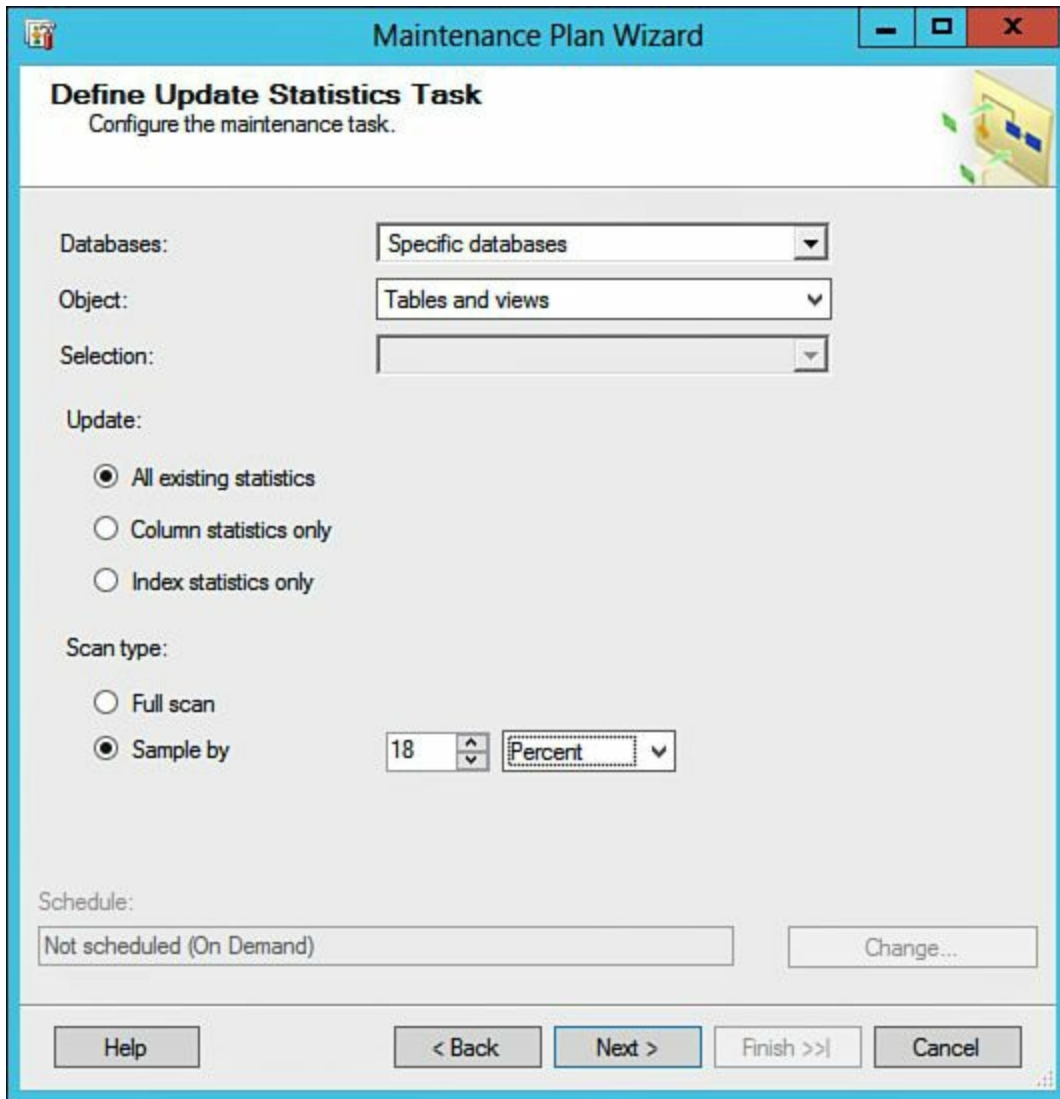 Maintenance Plan Wizard
Define Update Statistics Task
Configure the maintenance task.
Databases: Specific databases
Object: Tables and views
Selection:
Update:
All existing statistics
Column statistics only
Index statistics only
Scan type:
Full scan
Sample by 18 Percent
Schedule:
Not scheduled (On Demand) Change...
Help < Back Next > Finish >>| Cancel